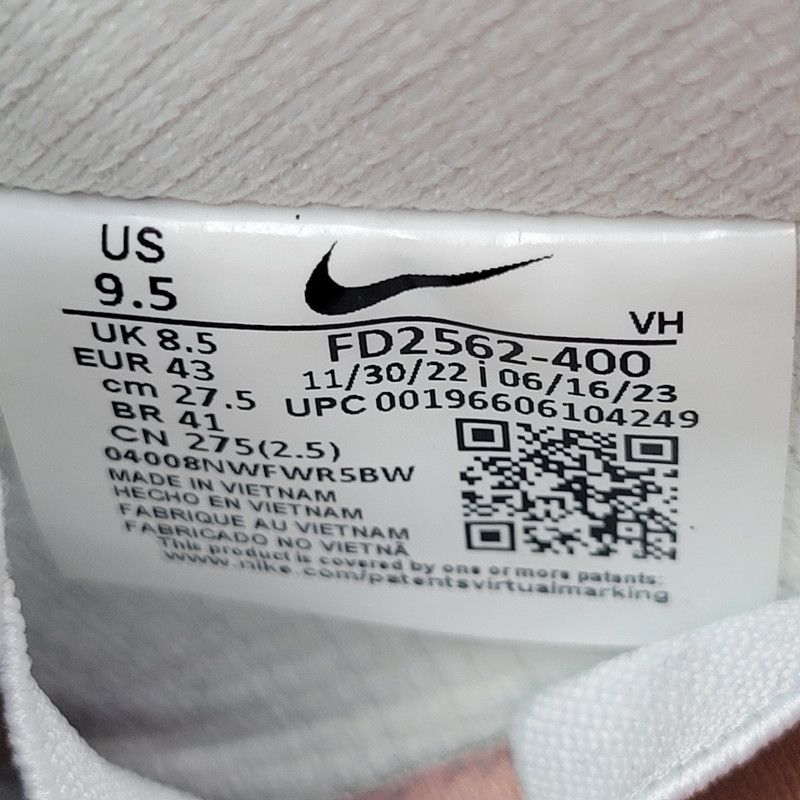 US
9.5
VH
UK 8.5
EUR 43
cm 27.5
BR 41
CN 275(2.5)
FD2562-400
11/30/22 | 06/16/23
UPC 00196606104249
04008NWFWR5BW
MADE IN VIETNAM
HECHO EN VIETNAM
FABRIQUE AU VIETNAM
FABRICADO NO VIETNÃ
This product is covered by one or more patents:
www.nike.com/patentsvirtualmarking